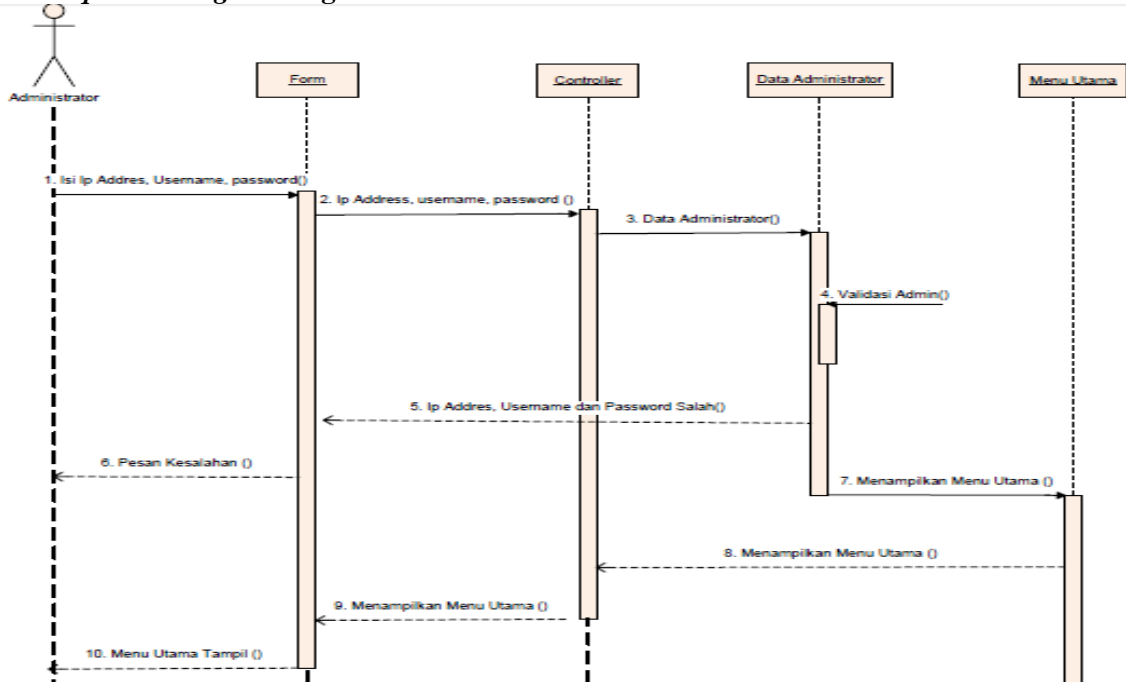 Administrator
Form
Controller
Data Administrator
Menu Utama
1. Isi Ip Addres, Username, password()
2. Ip Address, username, password ()
3. Data Administrator()
4. Validasi Admin()
5. Ip Addres, Username dan Password Salah()
6. Pesan Kesalahan ()
7. Menampilkan Menu Utama ()
8. Menampilkan Menu Utama ()
9. Menampilkan Menu Utama ()
10. Menu Utama Tampil ()